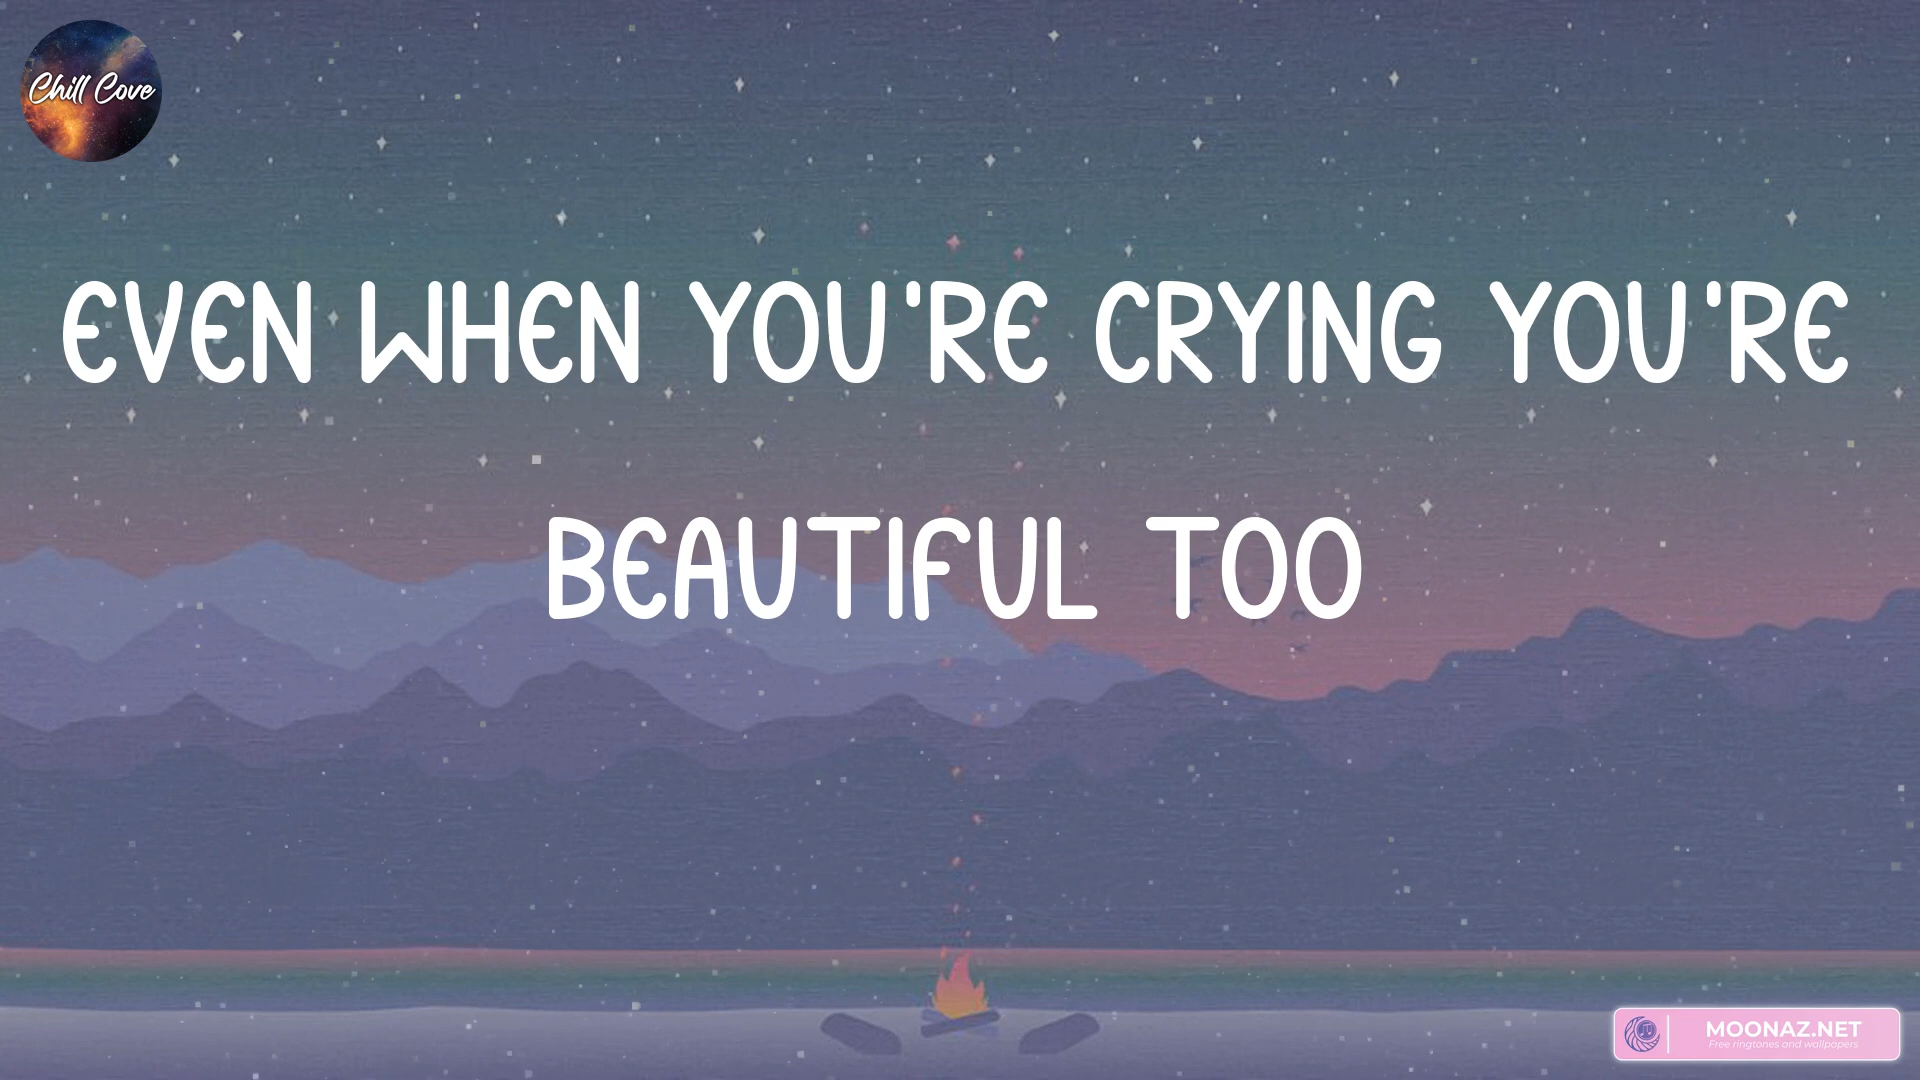 Chill Cove
EVEN WHEN YOU'RE CRYING YOU'RE
BEAUTIFUL TOO
MOONAZ.NET
Free ringtones and wallpapers